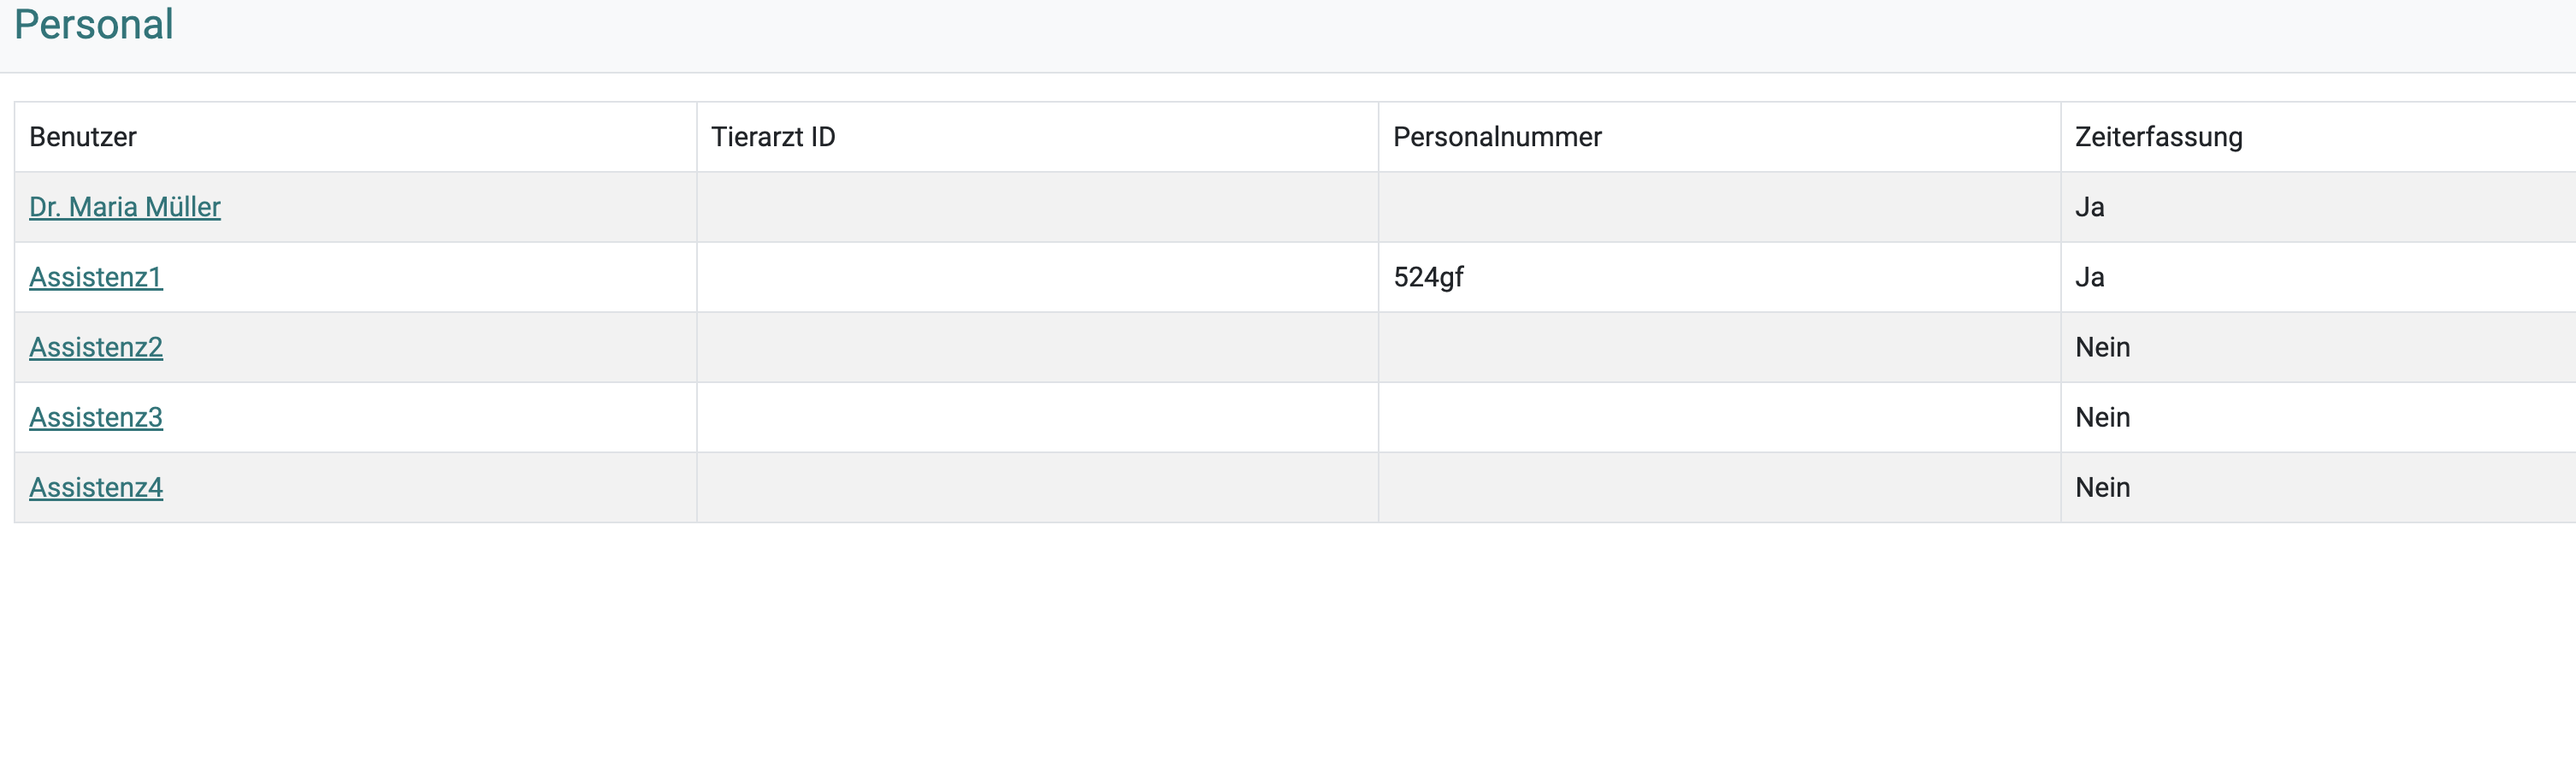 Personal
Benutzer Tierarzt ID Personalnummer Zeiterfassung
Dr. Maria Müller Ja
Assistenz1 524gf Ja
Assistenz2 Nein
Assistenz3 Nein
Assistenz4 Nein